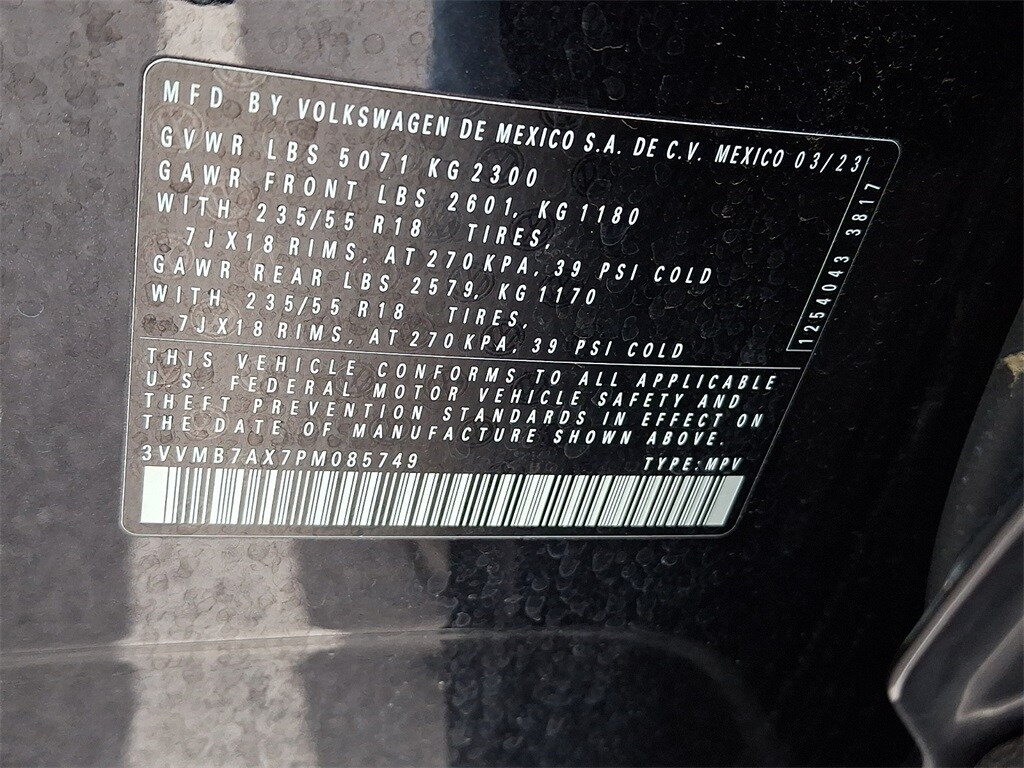 MFD BY VOLKSWAGEN DE MEXICO S.A. DE C.V. MEXICO 03/23
GVWR LBS 5071 KG 2300
GAWR FRONT LBS 2601, KG 1180
WITH 235/55 R18 TIRES,
7JX18 RIMS, AT 270KPA, 39 PSI COLD
GAWR REAR LBS 2579, KG 1170
WITH 235/55 R18 TIRES,
7JX18 RIMS, AT 270KPA, 39 PSI COLD
1254043 3817
THIS VEHICLE CONFORMS TO ALL APPLICABLE
U.S. FEDERAL MOTOR VEHICLE SAFETY AND
THEFT PREVENTION STANDARDS IN EFFECT ON
THE DATE OF MANUFACTURE SHOWN ABOVE.
3VVMB7AX7PM085749 TYPE: MPV